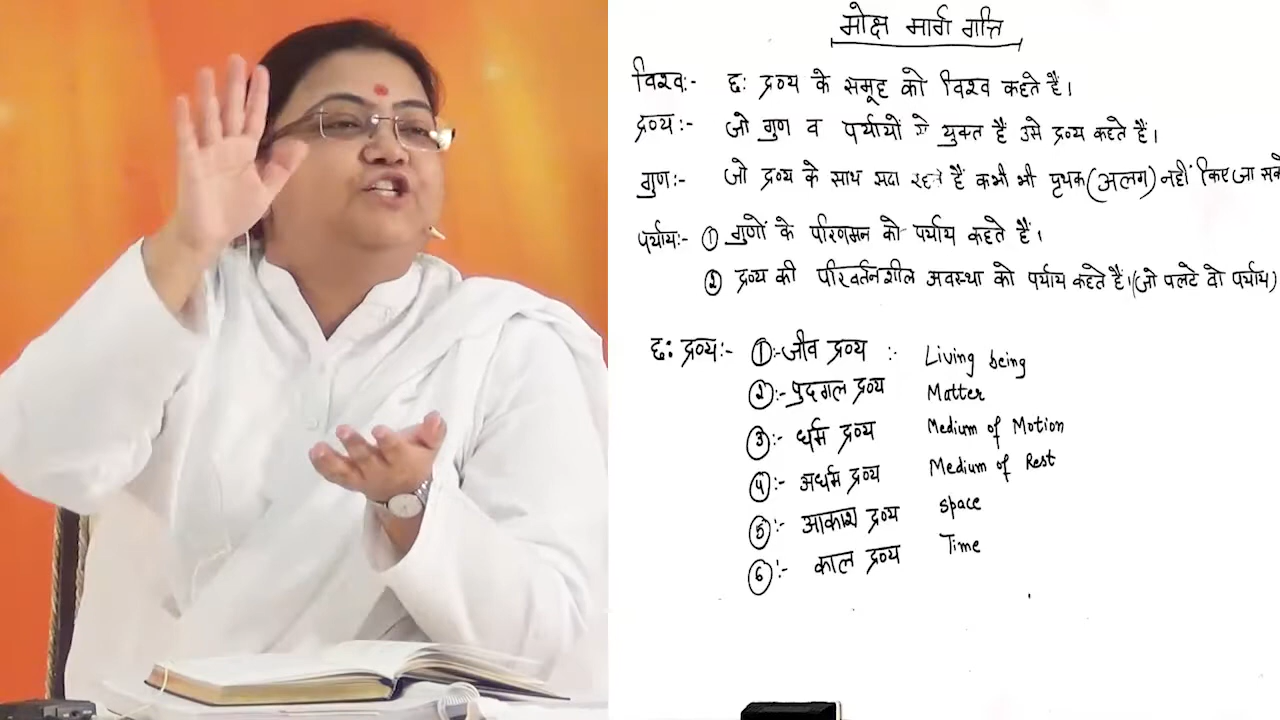 मोक्ष मार्ग गति
विश्व:- छ: द्रव्य के समूह को विश्व कहते हैं।
द्रव्य:- जो गुण व पर्यायों से युक्त हैं उसे द्रव्य कहते हैं।
गुण:- जो द्रव्य के साथ सदा रहते हैं कभी भी पृथक (अलग) नहीं किए जा सके
पर्याय:- ① गुणों के परिणमन को पर्याय कहते हैं।
② द्रव्य की परिवर्तनशील अवस्था को पर्याय कहते हैं। (जो पलटे वो पर्याय)
छ: द्रव्य:- ①:- जीव द्रव्य :- Living being
②:- पुदगल द्रव्य Matter
③:- धर्म द्रव्य Medium of Motion
④:- अधर्म द्रव्य Medium of Rest
⑤:- आकाश द्रव्य space
⑥:- काल द्रव्य Time